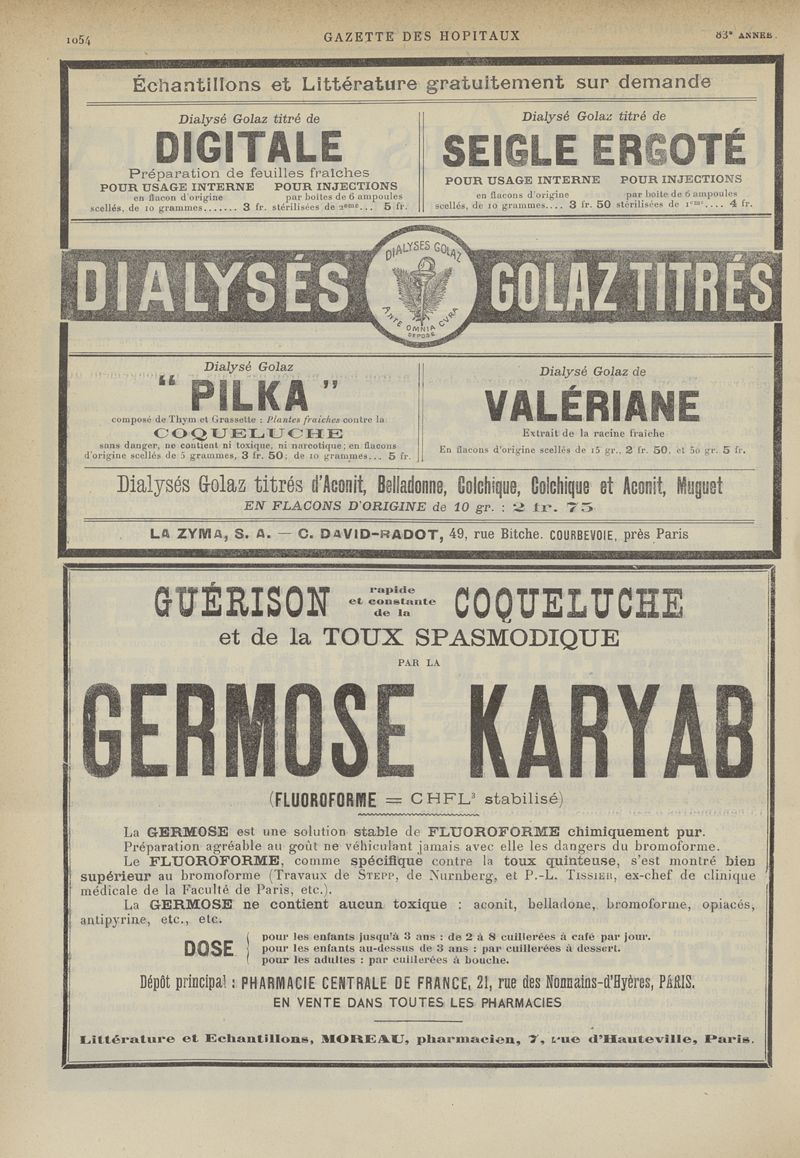 1054
GAZETTE DES HOPITAUX
83e ANNEE.
Échantillons et Littérature gratuitement sur demande
Dialysé Golaz titré de
DIGITALE
Préparation de feuilles fraîches
POUR USAGE INTERNE POUR INJECTIONS
en flacon d'origine par boites de 6 ampoules
scellés, de 10 grammes....... 3 fr. stérilisées de 2cmc... 5 fr.
Dialysé Golaz titré de
SEIGLE ERGOTÉ
POUR USAGE INTERNE POUR INJECTIONS
en flacons d'origine par boite de 6 ampoules
scellés, de 10 grammes.... 3 fr. 50 stérilisées de 1cmc.... 4 fr.
DIALYSÉS GOLAZ TITRÉS
DIALYSES GOLAZ
ANTE OMNIA CVRA
DEPOSÉ
Dialysé Golaz
“ PILKA ”
composé de Thym et Grassette : Plantes fraiches contre la
COQUELUCHE
sans danger, ne contient ni toxique, ni narcotique; en flacons
d'origine scellés de 5 grammes, 3 fr. 50; de 10 grammes... 5 fr.
Dialysé Golaz de
VALÉRIANE
Extrait de la racine fraiche
En flacons d'origine scellés de 15 gr., 2 fr. 50, et 50 gr. 5 fr.
Dialysés Golaz titrés d'Aconit, Belladonne, Colchique, Colchique et Aconit, Muguet
EN FLACONS D'ORIGINE de 10 gr. : 2 fr. 75
LA ZYMA, S. A. — C. DAVID-RADOT, 49, rue Bitche. COURBEVOIE, près Paris
GUÉRISON rapide et constante de la COQUELUCHE
et de la TOUX SPASMODIQUE
PAR LA
GERMOSE KARYAB
(FLUOROFORME = CHFL³ stabilisé)
La GERMOSE est une solution stable de FLUOROFORME chimiquement pur.
Préparation agréable au goût ne véhiculant jamais avec elle les dangers du bromoforme.
Le FLUOROFORME, comme spécifique contre la toux quinteuse, s'est montré bien
supérieur au bromoforme (Travaux de STEPP, de Nurnberg, et P.-L. TISSIER, ex-chef de clinique
médicale de la Faculté de Paris, etc.).
La GERMOSE ne contient aucun toxique : aconit, belladone, bromoforme, opiacés,
antipyrine, etc., etc.
DOSE
pour les enfants jusqu'à 3 ans : de 2 à 8 cuillerées à café par jour.
pour les enfants au-dessus de 3 ans : par cuillerées à dessert.
pour les adultes : par cuillerées à bouche.
Dépôt principal : PHARMACIE CENTRALE DE FRANCE, 21, rue des Nonnains-d'Hyères, PARIS.
EN VENTE DANS TOUTES LES PHARMACIES
Littérature et Echantillons, MOREAU, pharmacien, 7, rue d'Hauteville, Paris.